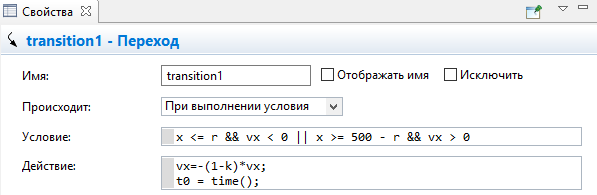 Свойства
transition1 - Переход
Имя: transition1 Отображать имя Исключить
Происходит: При выполнении условия
Условие: x <= r && vx < 0 || x >= 500 - r && vx > 0
Действие: vx=-(1-k)*vx;
t0 = time();